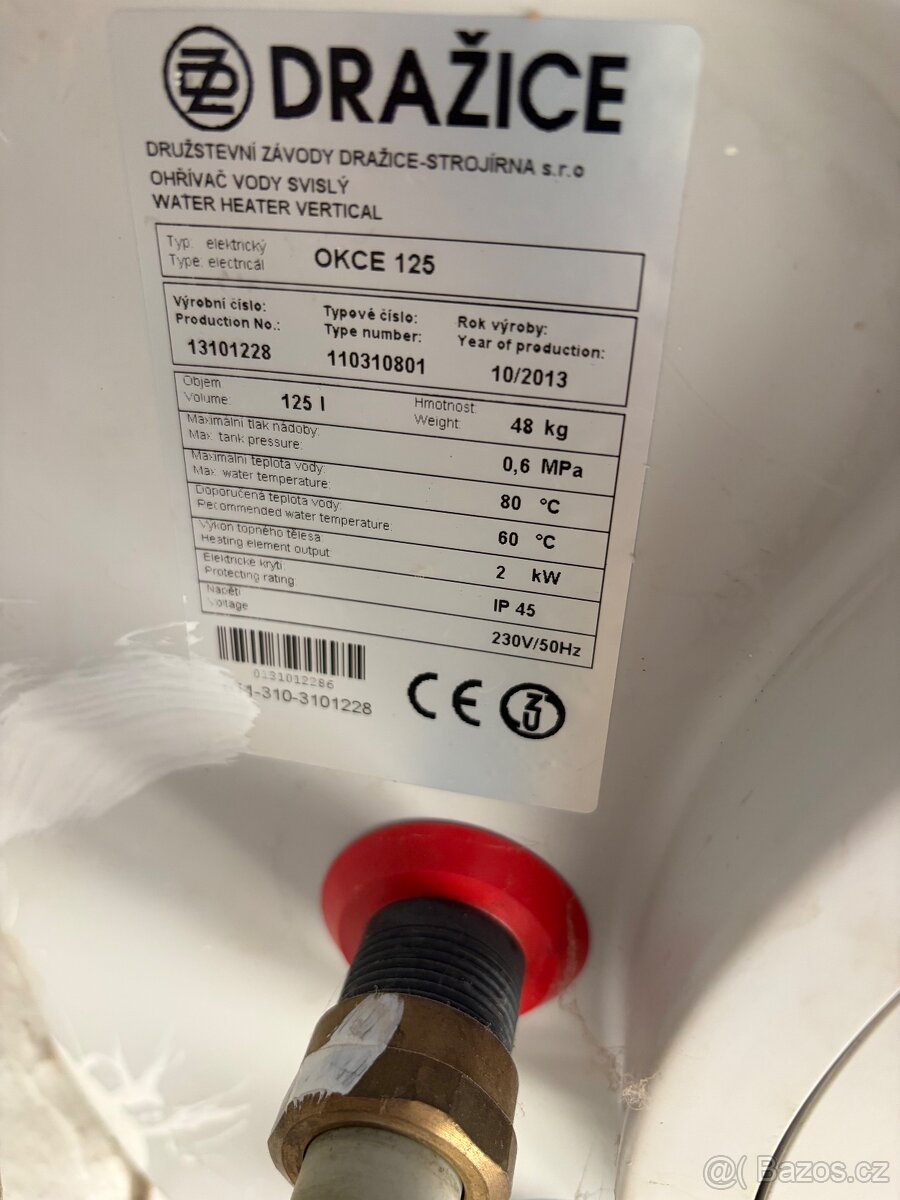 DRAŽICE
DRUŽSTEVNÍ ZÁVODY DRAŽICE-STROJÍRNA s.r.o
OHŘÍVAČ VODY SVISLÝ
WATER HEATER VERTICAL
Typ: elektrický
Type: electrical
OKCE 125
Výrobní číslo:
Production No.:
13101228
Typové číslo:
Type number:
110310801
Rok výroby:
Year of production:
10/2013
Objem
Volume:
125 l
Hmotnost
Weight
48 kg
Maximální tlak nádoby:
Max. tank pressure:
0,6 MPa
Maximální teplota vody:
Max. water temperature:
80 °C
Doporučená teplota vody:
Recommended water temperature:
60 °C
Výkon topného tělesa
Heating element output
2 kW
Elektrické krytí
Protecting rating
IP 45
Napětí
Voltage
230V/50Hz
0131012286
1-310-3101228
CE
@( Bazos.cz